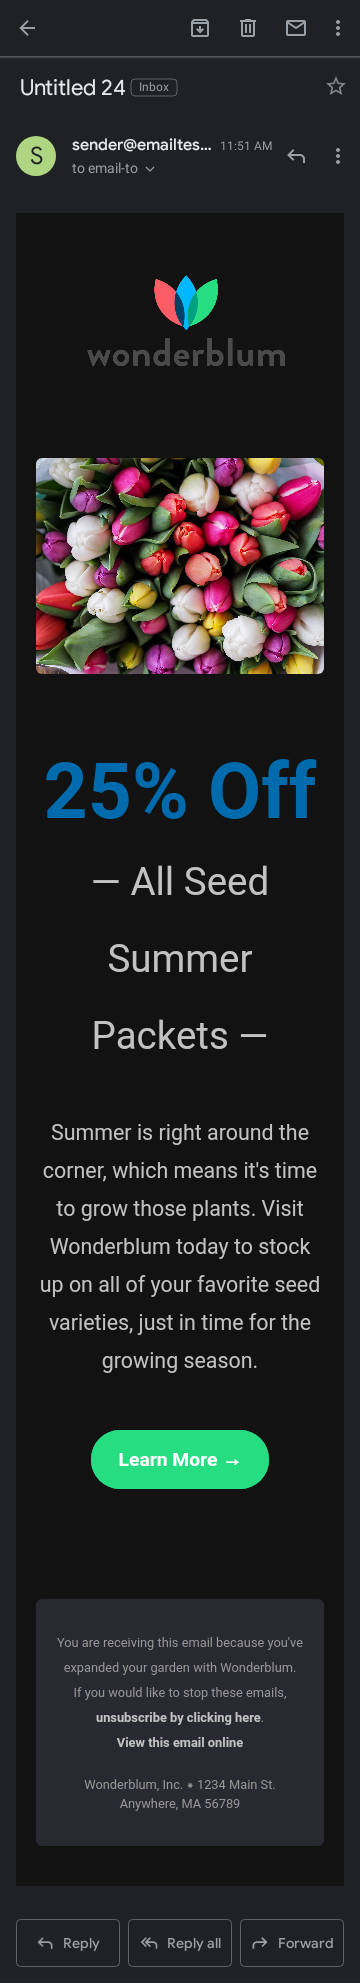 Untitled 24 Inbox
S
sender@emailtes... 11:51 AM
to email-to
wonderblum
25% Off
— All Seed
Summer
Packets —
Summer is right around the
corner, which means it's time
to grow those plants. Visit
Wonderblum today to stock
up on all of your favorite seed
varieties, just in time for the
growing season.
Learn More →
You are receiving this email because you've
expanded your garden with Wonderblum.
If you would like to stop these emails,
unsubscribe by clicking here.
View this email online
Wonderblum, Inc. • 1234 Main St.
Anywhere, MA 56789
Reply
Reply all
Forward